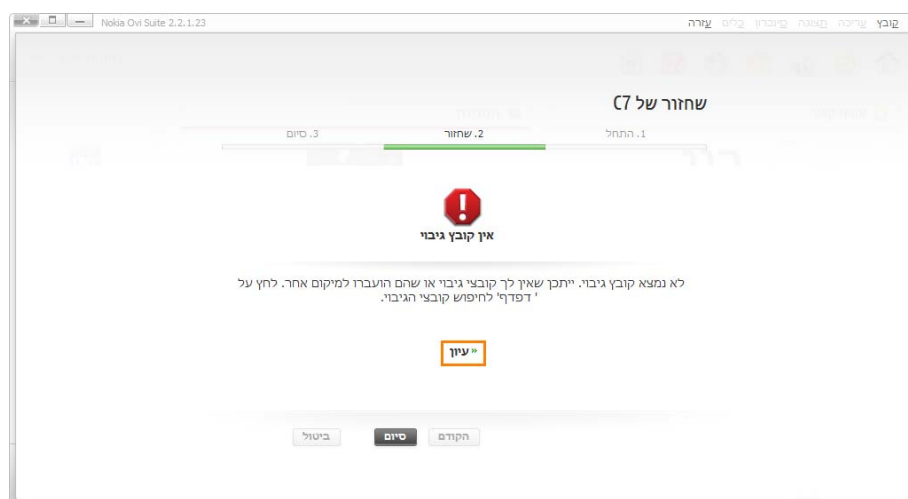 Nokia Ovi Suite 2.2.1.23
קובץ עריכה תצוגה סינכרון כלים עזרה
שחזור של C7
1. התחל
2. שחזור
3. סיום
אין קובץ גיבוי
לא נמצא קובץ גיבוי. ייתכן שאין לך קובצי גיבוי או שהם הועברו למיקום אחר. לחץ על
' דפדף' לחיפוש קובצי הגיבוי.
» עיון
הקודם
סיום
ביטול